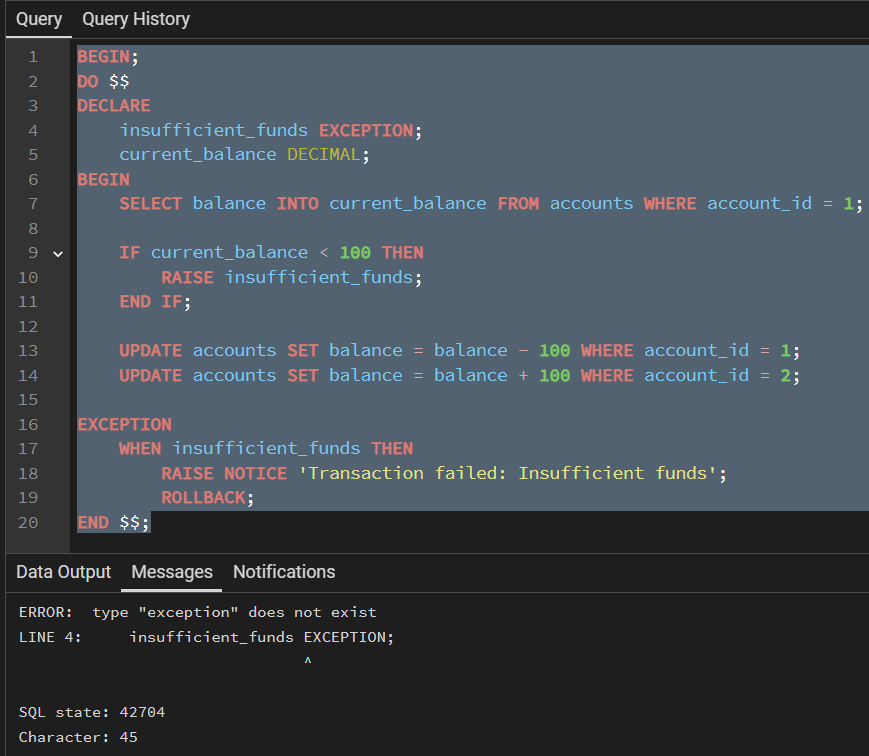 Query Query History
1 BEGIN;
2 DO $$
3 DECLARE
4 insufficient_funds EXCEPTION;
5 current_balance DECIMAL;
6 BEGIN
7 SELECT balance INTO current_balance FROM accounts WHERE account_id = 1;
8
9 IF current_balance < 100 THEN
10 RAISE insufficient_funds;
11 END IF;
12
13 UPDATE accounts SET balance = balance - 100 WHERE account_id = 1;
14 UPDATE accounts SET balance = balance + 100 WHERE account_id = 2;
15
16 EXCEPTION
17 WHEN insufficient_funds THEN
18 RAISE NOTICE 'Transaction failed: Insufficient funds';
19 ROLLBACK;
20 END $$;
Data Output Messages Notifications
ERROR: type "exception" does not exist
LINE 4: insufficient_funds EXCEPTION;
^
SQL state: 42704
Character: 45